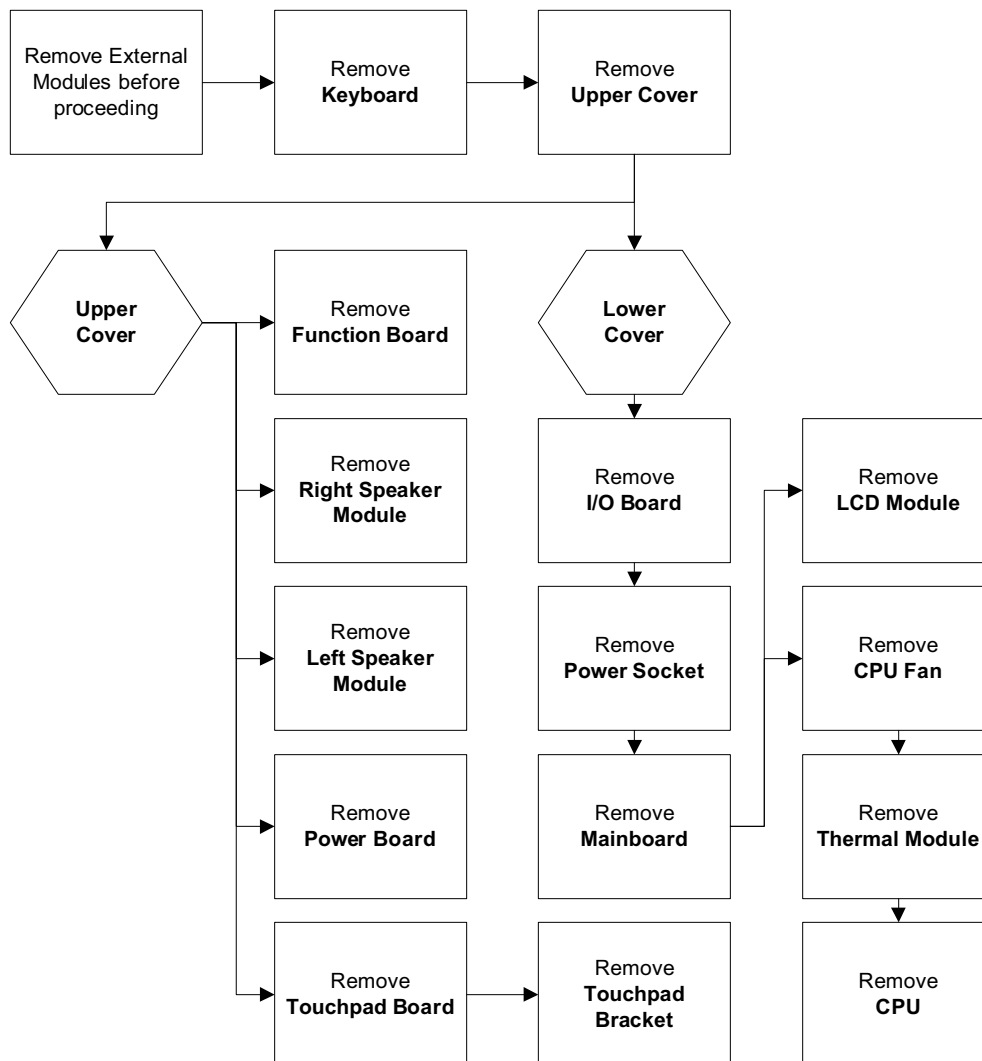 Remove External
Modules before
proceeding
Remove
Keyboard
Remove
Upper Cover
Upper
Cover
Remove
Function Board
Lower
Cover
Remove
Right Speaker
Module
Remove
I/O Board
Remove
LCD Module
Remove
Left Speaker
Module
Remove
Power Socket
Remove
CPU Fan
Remove
Power Board
Remove
Mainboard
Remove
Thermal Module
Remove
Touchpad Board
Remove
Touchpad
Bracket
Remove
CPU